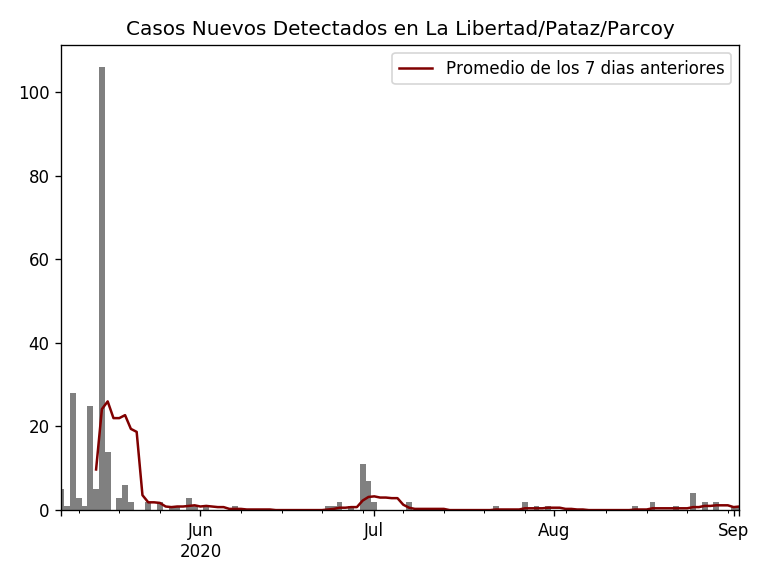 Casos Nuevos Detectados en La Libertad/Pataz/Parcoy
Promedio de los 7 dias anteriores
100
80
60
40
20
0
Jun
2020
Jul
Aug
Sep